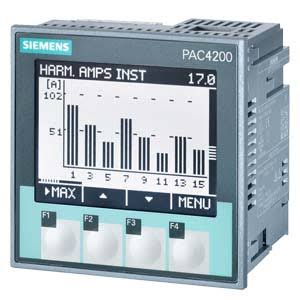 SIEMENS PAC4200
HARM. AMPS INST 17.0
[A]
102
51
1 3 5 7 9 11 13 15
▶MAX ▲ ▼ MENU
F1 F2 F3 F4